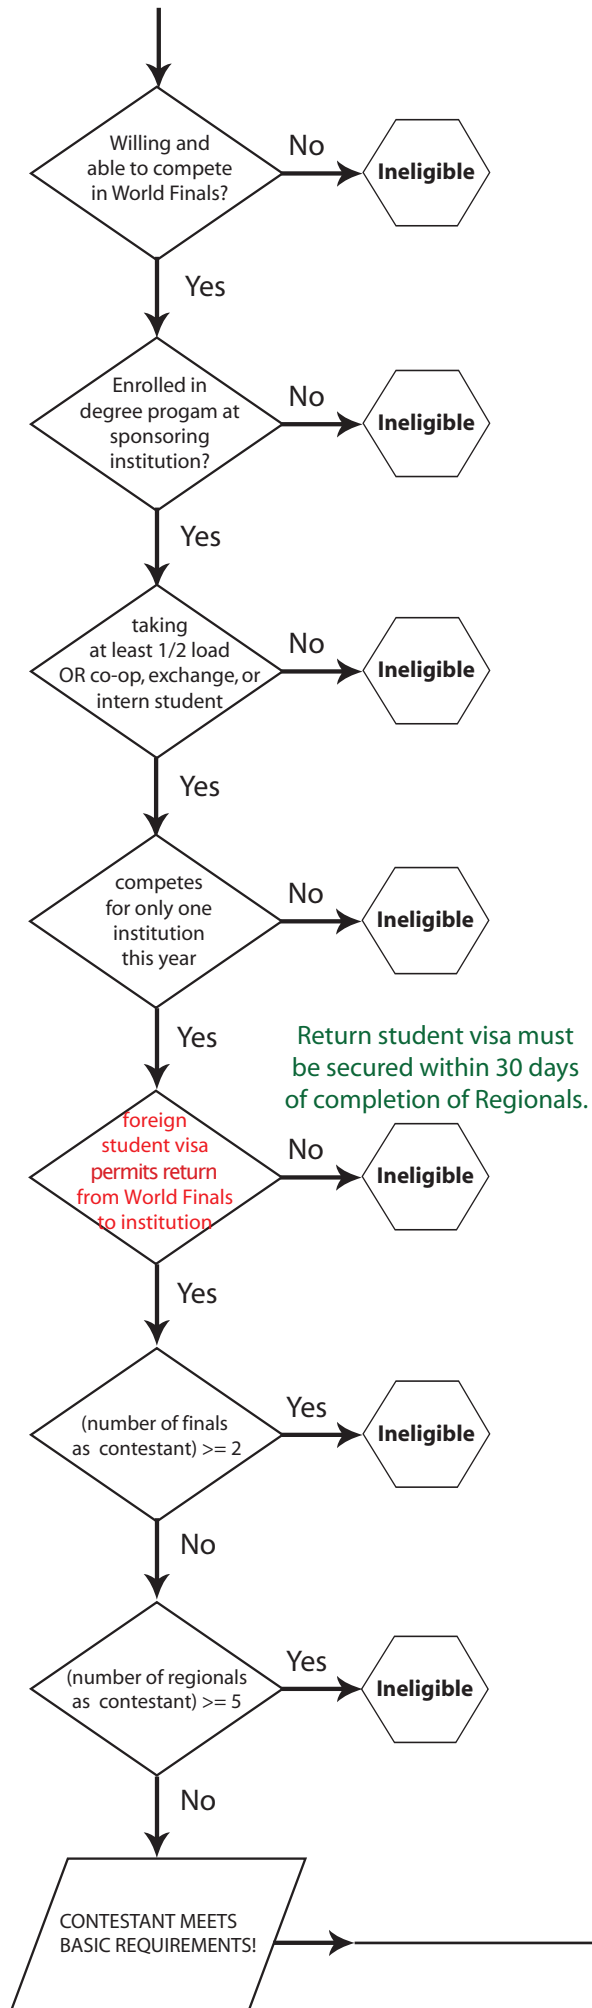 Willing and
able to compete
in World Finals?
No
Ineligible
Yes
Enrolled in
degree progam at
sponsoring
institution?
No
Ineligible
Yes
taking
at least 1/2 load
OR co-op, exchange, or
intern student
No
Ineligible
Yes
competes
for only one
institution
this year
No
Ineligible
Yes
Return student visa must
be secured within 30 days
of completion of Regionals.
foreign
student visa
permits return
from World Finals
to institution
No
Ineligible
Yes
(number of finals
as contestant) >= 2
Yes
Ineligible
No
(number of regionals
as contestant) >= 5
Yes
Ineligible
No
CONTESTANT MEETS
BASIC REQUIREMENTS!